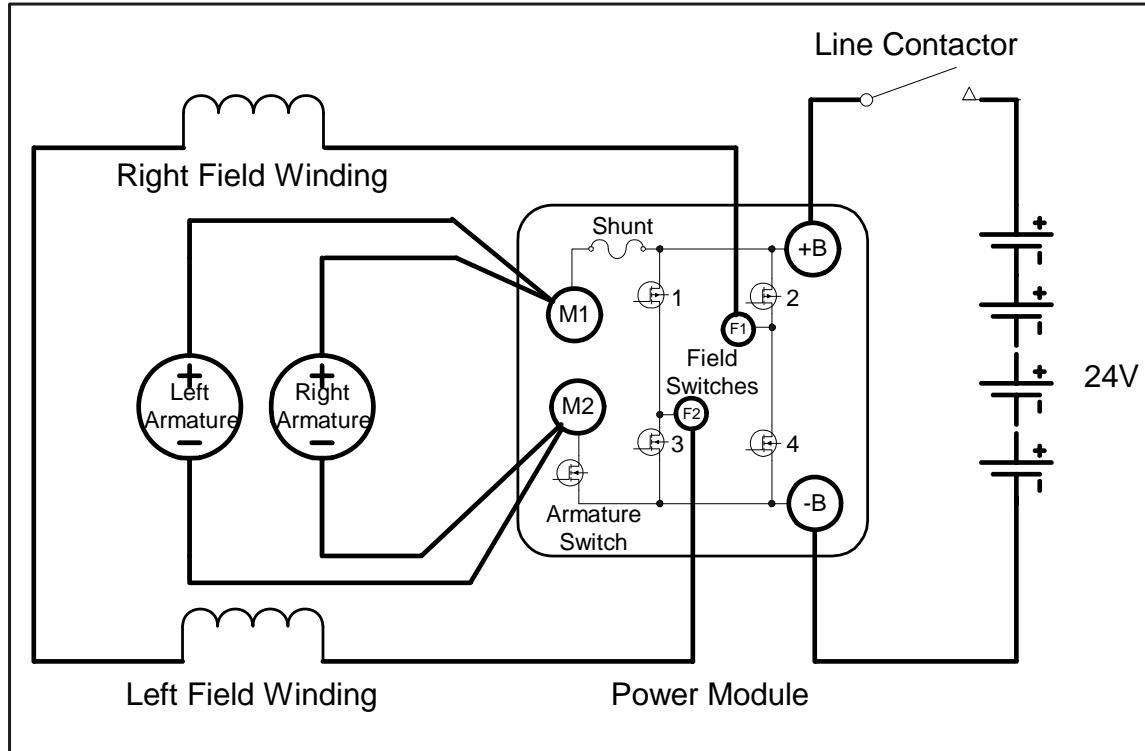 Line Contactor
Right Field Winding
Shunt
+B
1
2
M1
F1
Field
Switches
24V
Left
Armature
Right
Armature
M2
F2
3
4
-B
Armature
Switch
Left Field Winding
Power Module